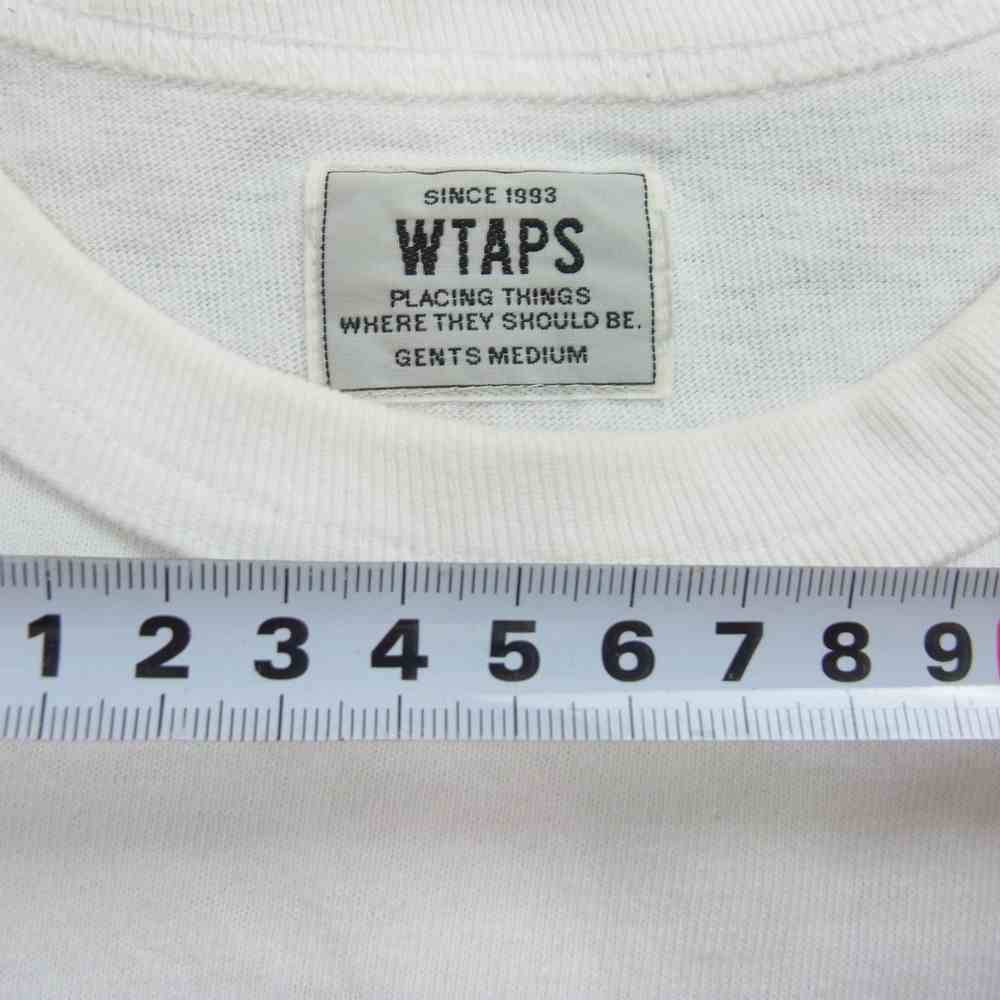 SINCE 1993
WTAPS
PLACING THINGS
WHERE THEY SHOULD BE.
GENTS MEDIUM
1 2 3 4 5 6 7 8 9